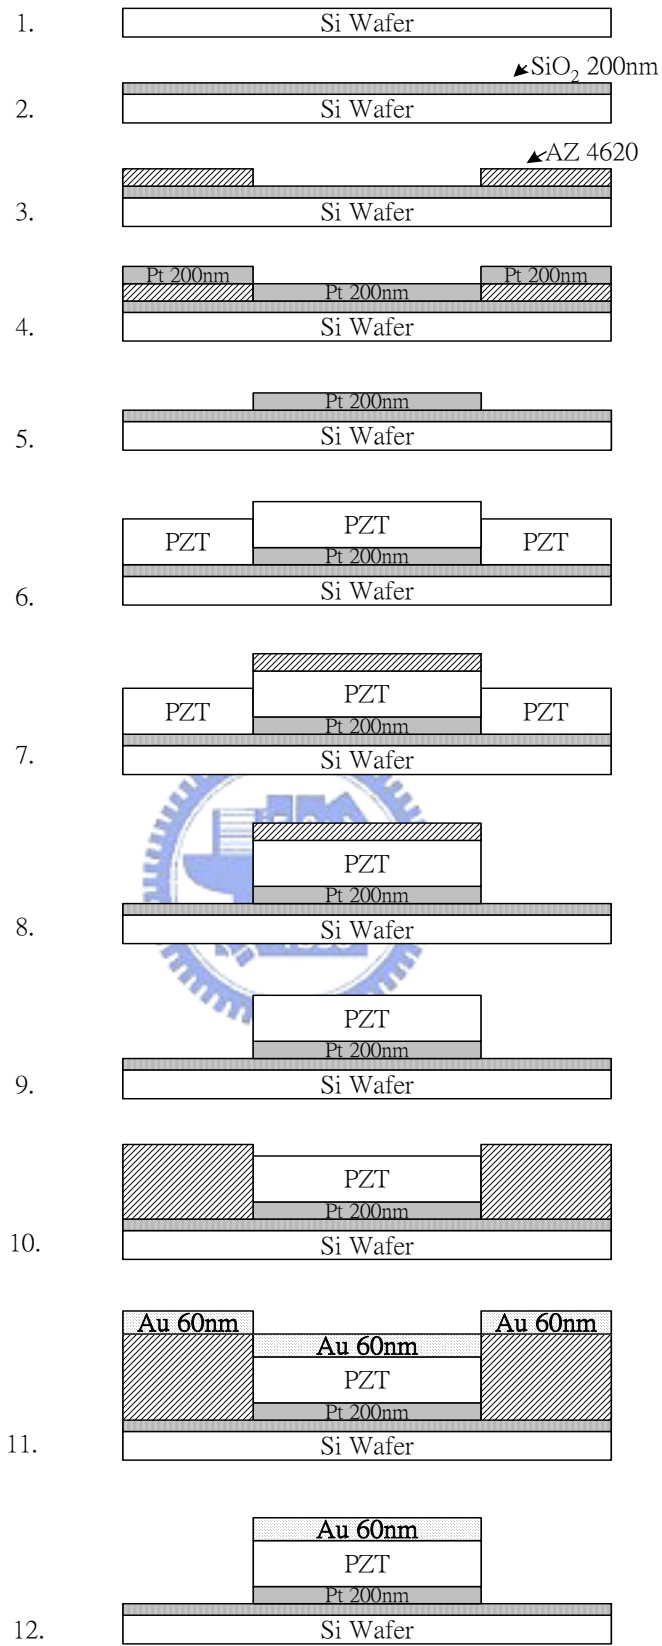 1.
Si Wafer
SiO₂ 200nm
2.
Si Wafer
AZ 4620
3.
Si Wafer
Pt 200nm Pt 200nm
Pt 200nm
4.
Si Wafer
Pt 200nm
5.
Si Wafer
PZT PZT PZT
Pt 200nm
6.
Si Wafer
PZT PZT PZT
Pt 200nm
7.
Si Wafer
PZT
Pt 200nm
8.
Si Wafer
PZT
Pt 200nm
9.
Si Wafer
PZT
Pt 200nm
10.
Si Wafer
Au 60nm Au 60nm
Au 60nm
PZT
Pt 200nm
11.
Si Wafer
Au 60nm
PZT
Pt 200nm
12.
Si Wafer